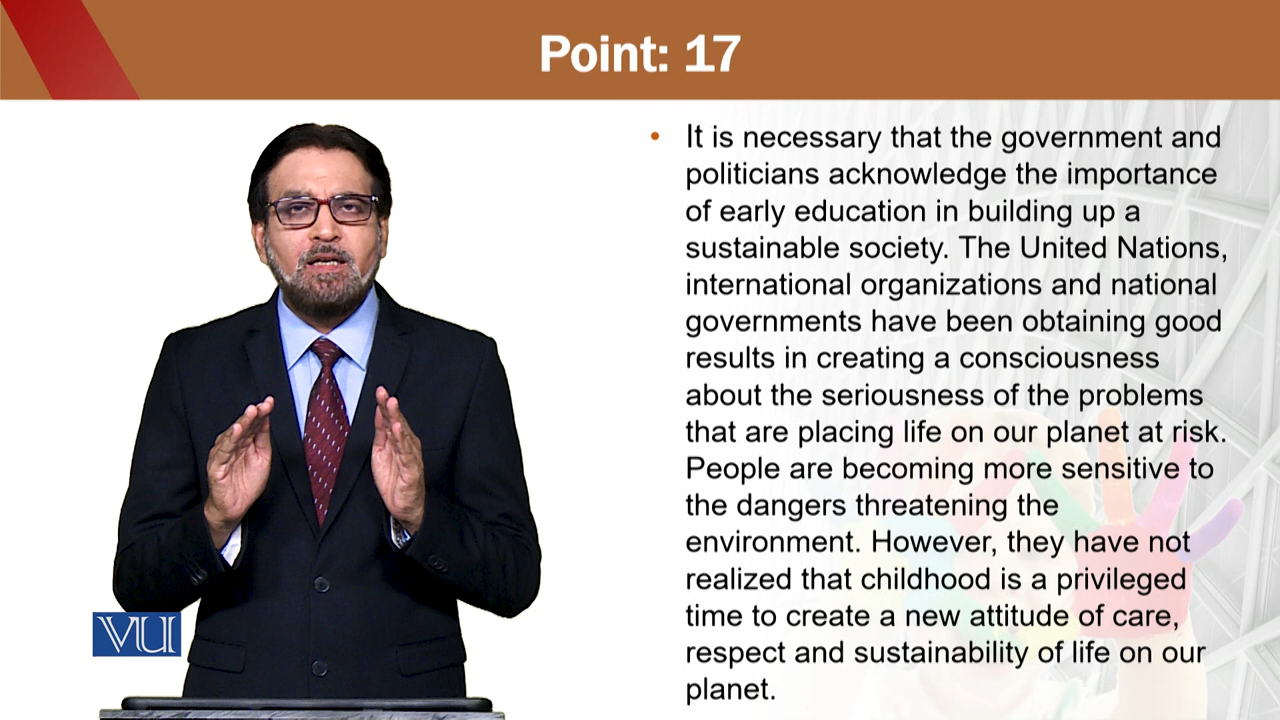 Point: 17
• It is necessary that the government and
politicians acknowledge the importance
of early education in building up a
sustainable society. The United Nations,
international organizations and national
governments have been obtaining good
results in creating a consciousness
about the seriousness of the problems
that are placing life on our planet at risk.
People are becoming more sensitive to
the dangers threatening the
environment. However, they have not
realized that childhood is a privileged
time to create a new attitude of care,
respect and sustainability of life on our
planet.
VU